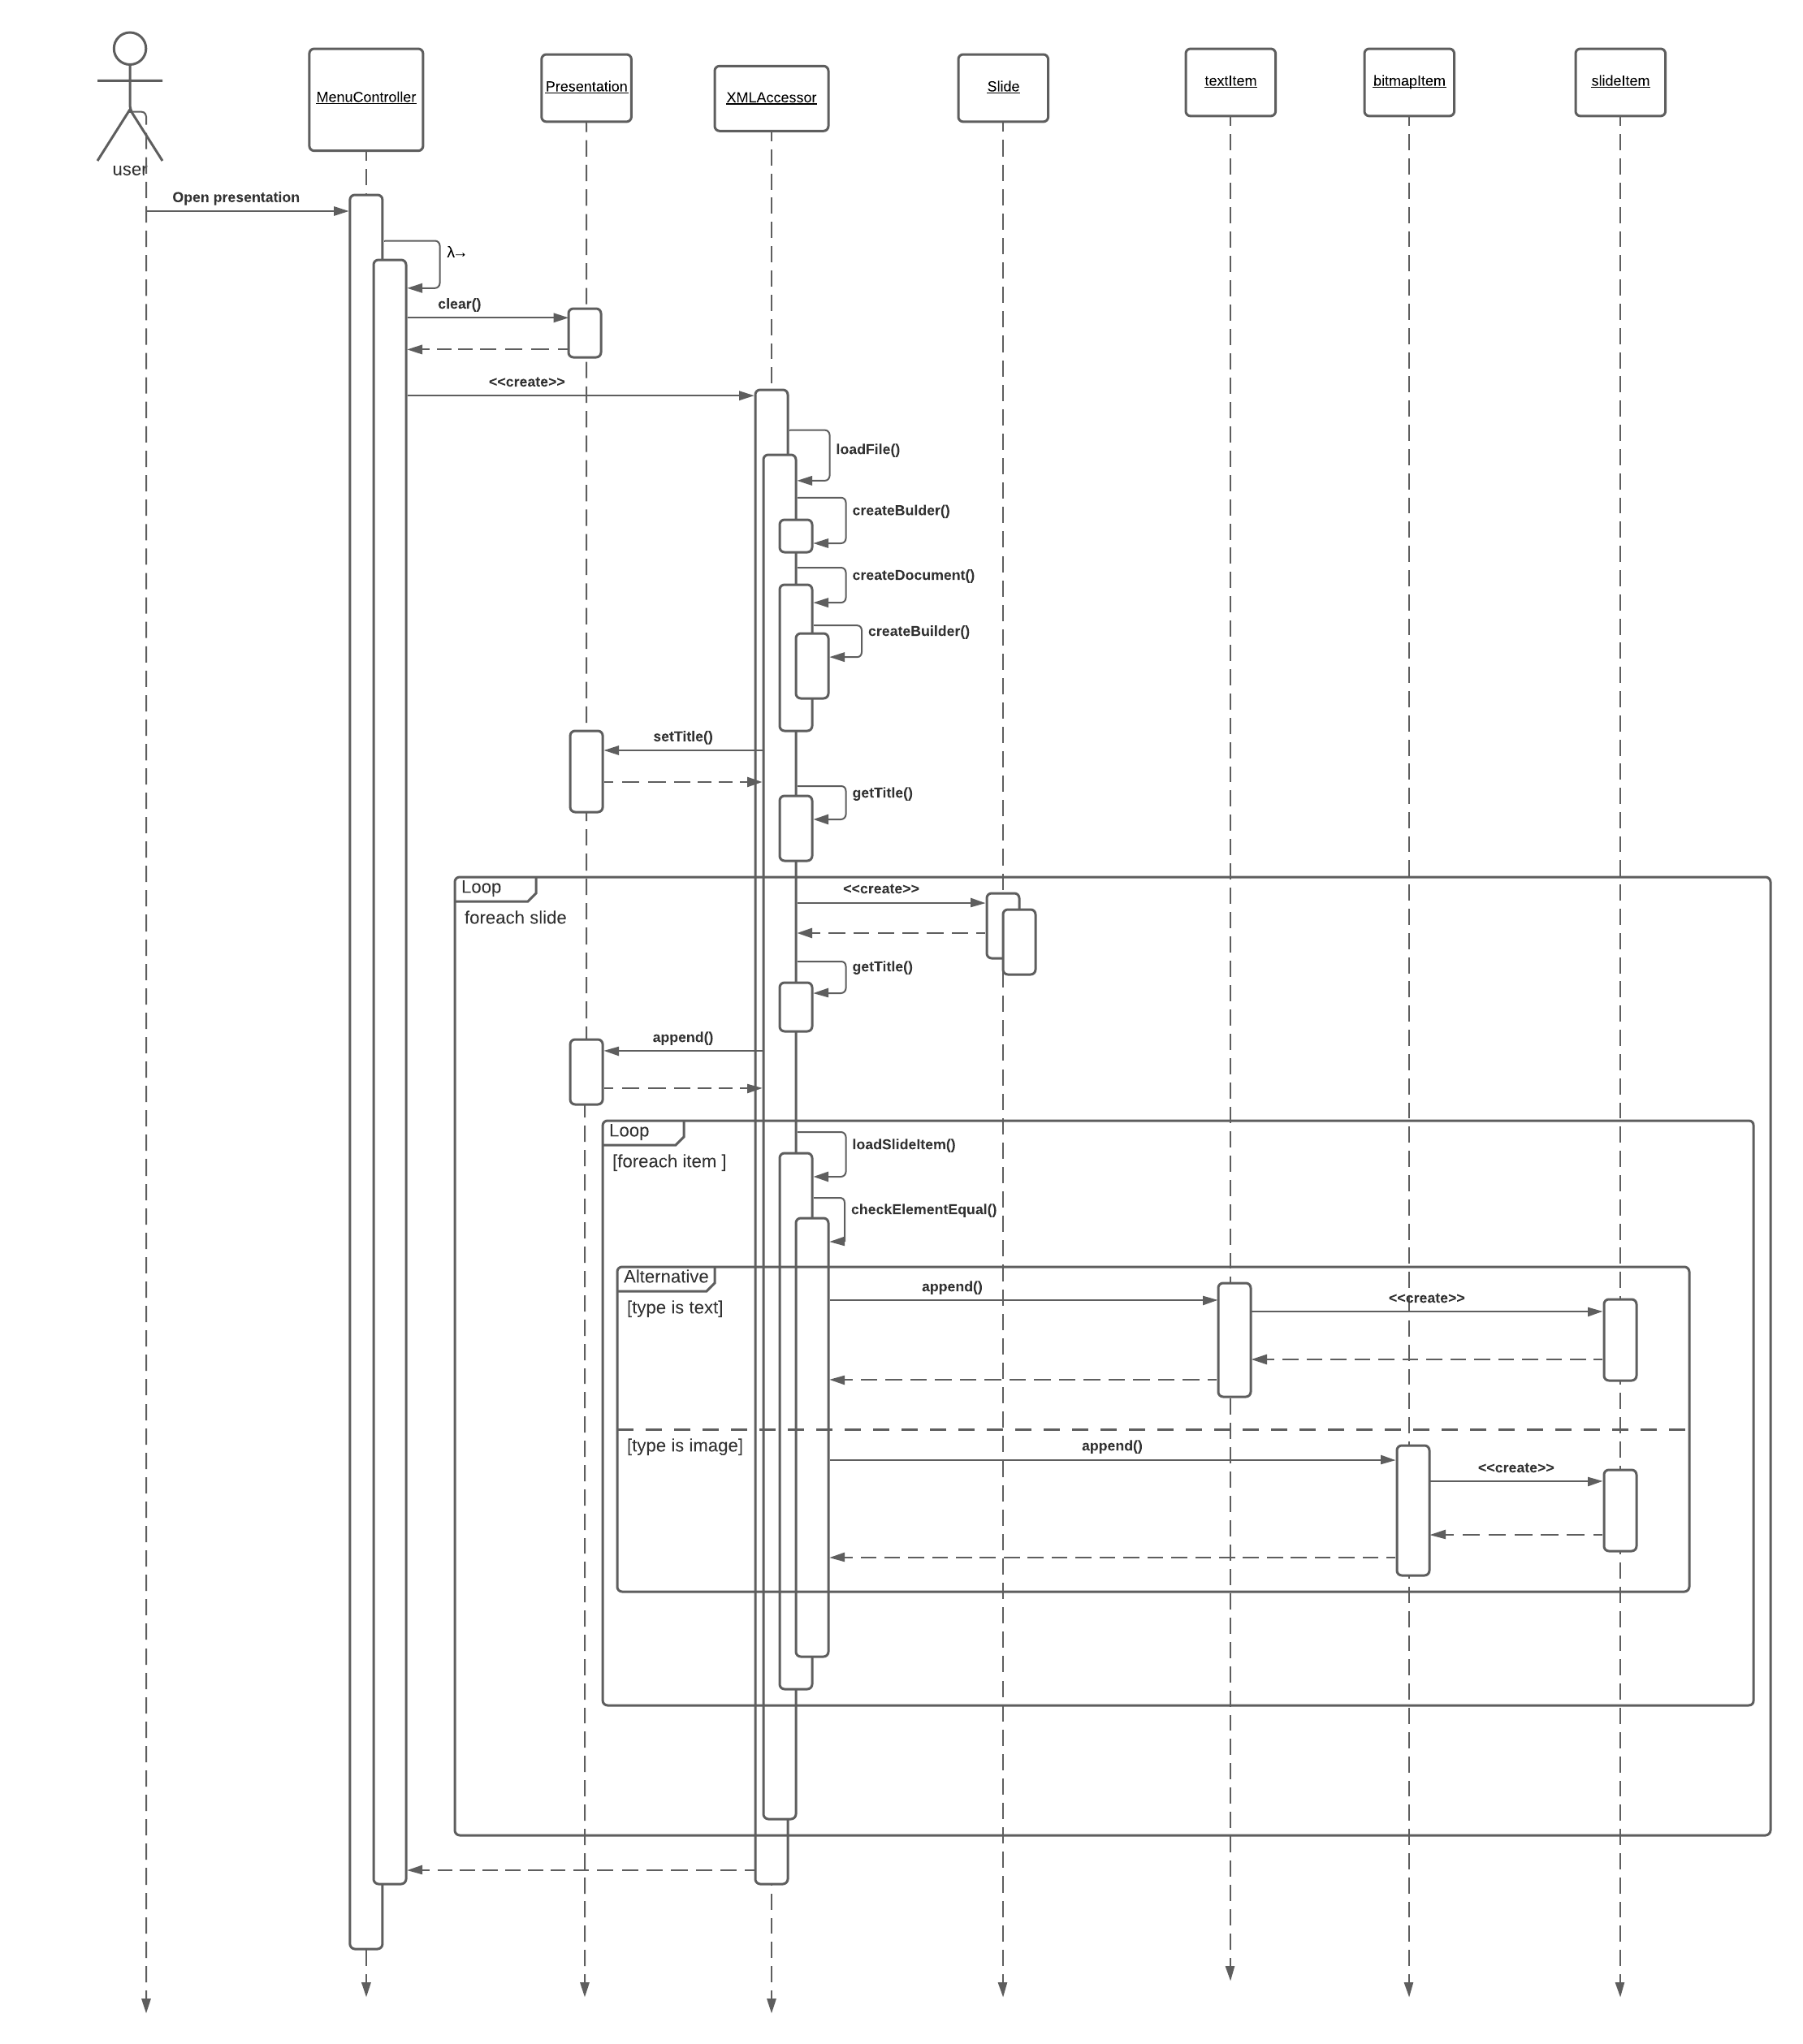 user
MenuController
Presentation
XMLAccessor
Slide
textItem
bitmapItem
slideItem
Open presentation
λ→
clear()
<<create>>
loadFile()
createBulder()
createDocument()
createBuilder()
setTitle()
getTitle()
Loop
foreach slide
<<create>>
getTitle()
append()
Loop
[foreach item ]
loadSlideItem()
checkElementEqual()
Alternative
[type is text]
append()
<<create>>
[type is image]
append()
<<create>>